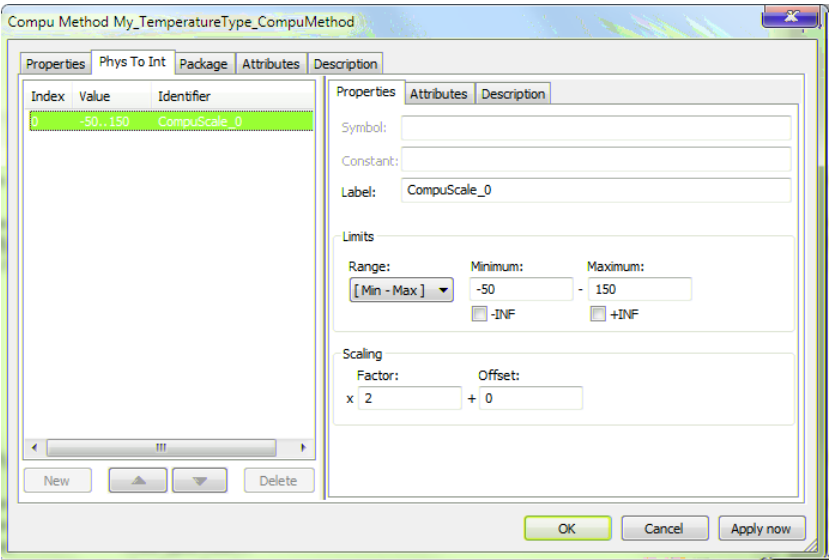 Compu Method My_TemperatureType_CompuMethod
Properties Phys To Int Package Attributes Description
Index Value Identifier
0 -50..150 CompuScale_0
New
Delete
Properties Attributes Description
Symbol:
Constant:
Label: CompuScale_0
Limits
Range: Minimum: Maximum:
[ Min - Max ] -50 - 150
-INF +INF
Scaling
Factor: Offset:
x 2 + 0
OK Cancel Apply now